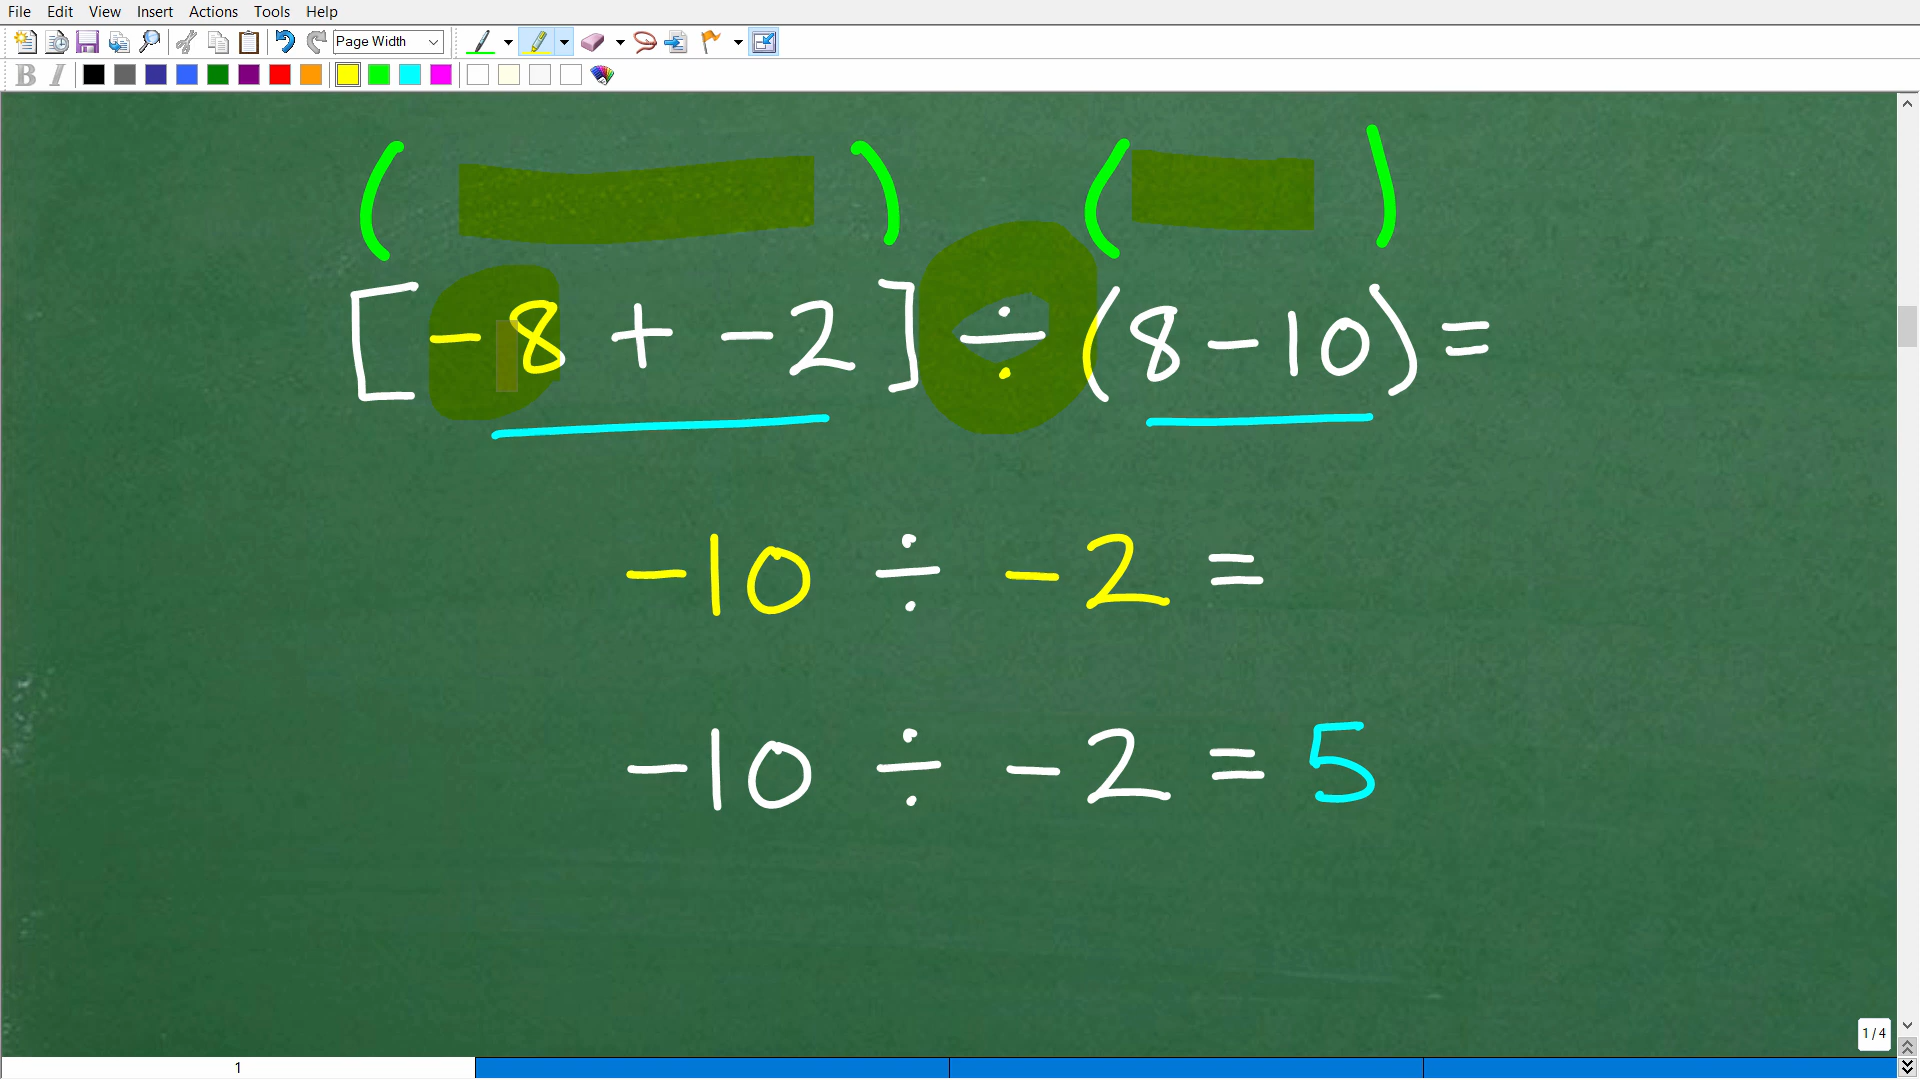 File Edit View Insert Actions Tools Help
Page Width
B I
( ) ( )
[ -8 + -2 ] ÷ (8-10) =
-10 ÷ -2 =
-10 ÷ -2 = 5
1 / 4
1